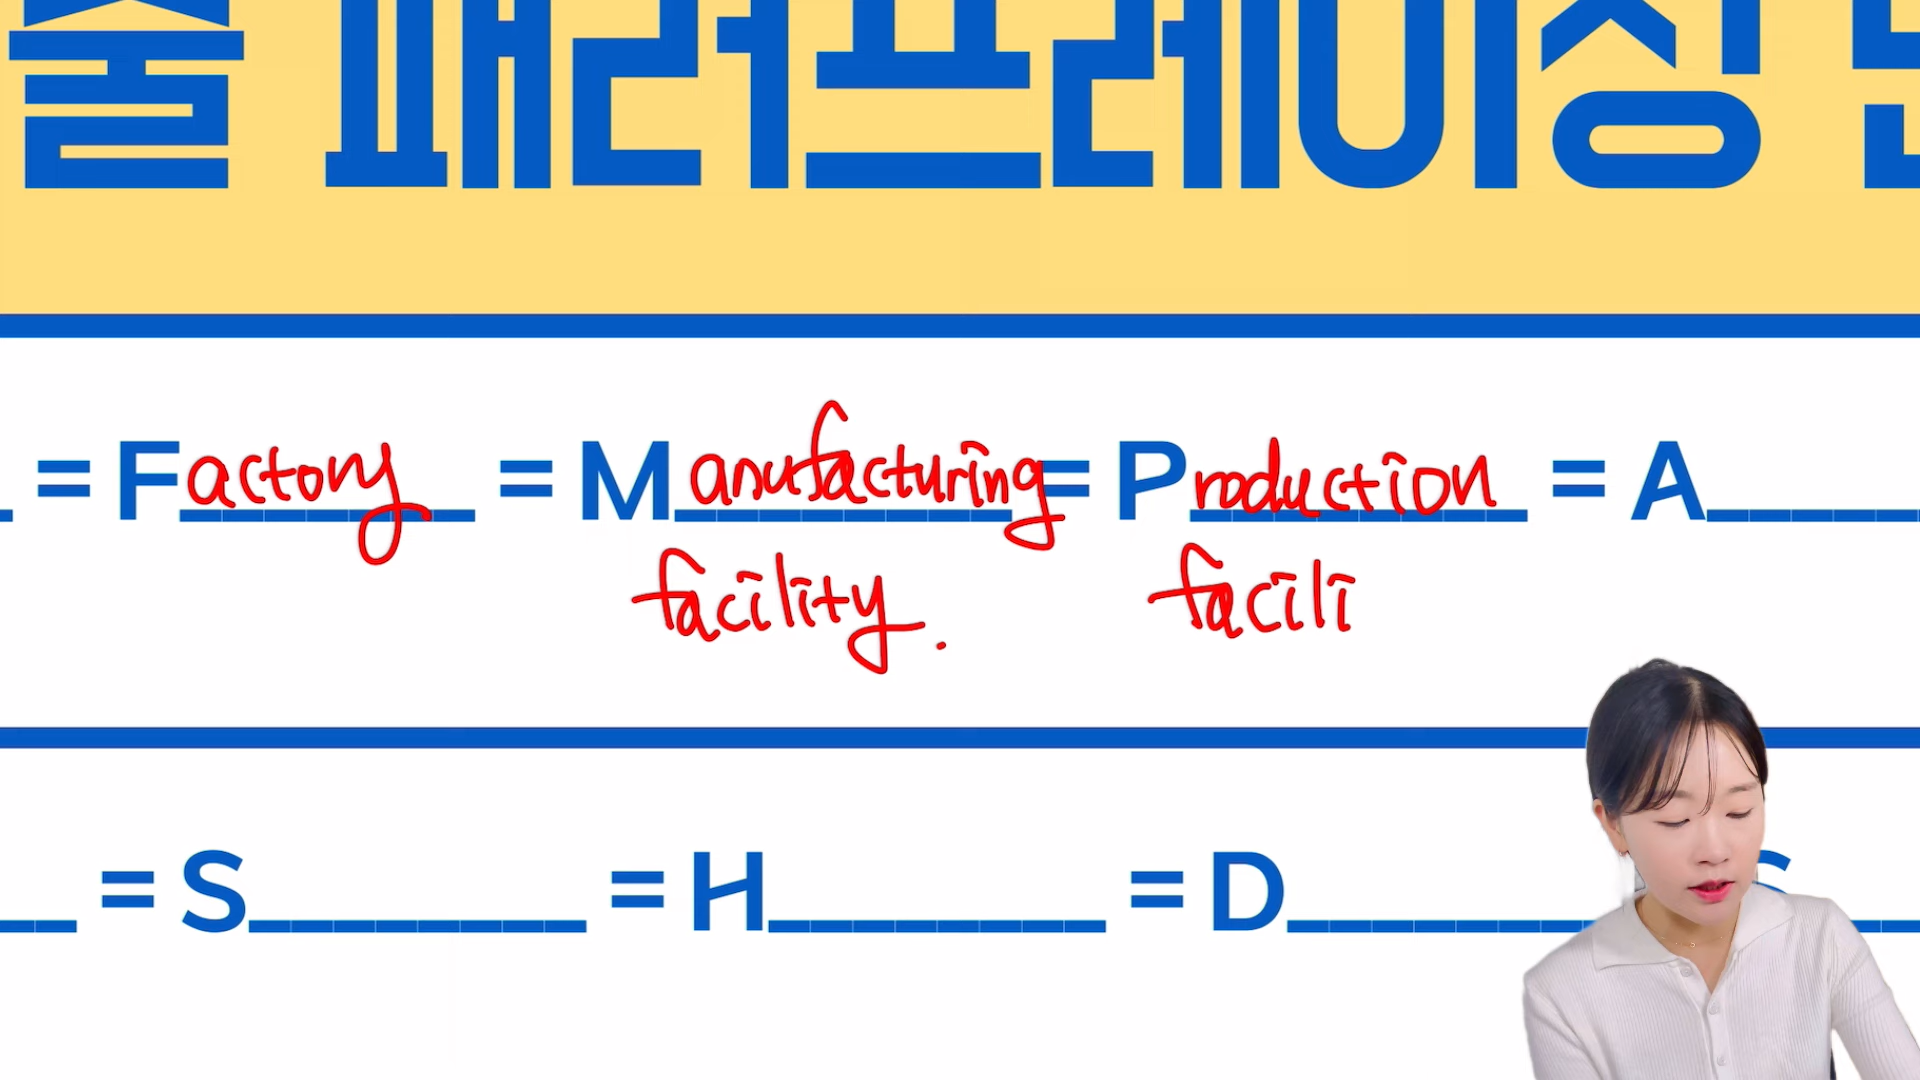 출 패러프레이징
= Factory = Manufacturing = Production = A
facility. facili
= S = H = D